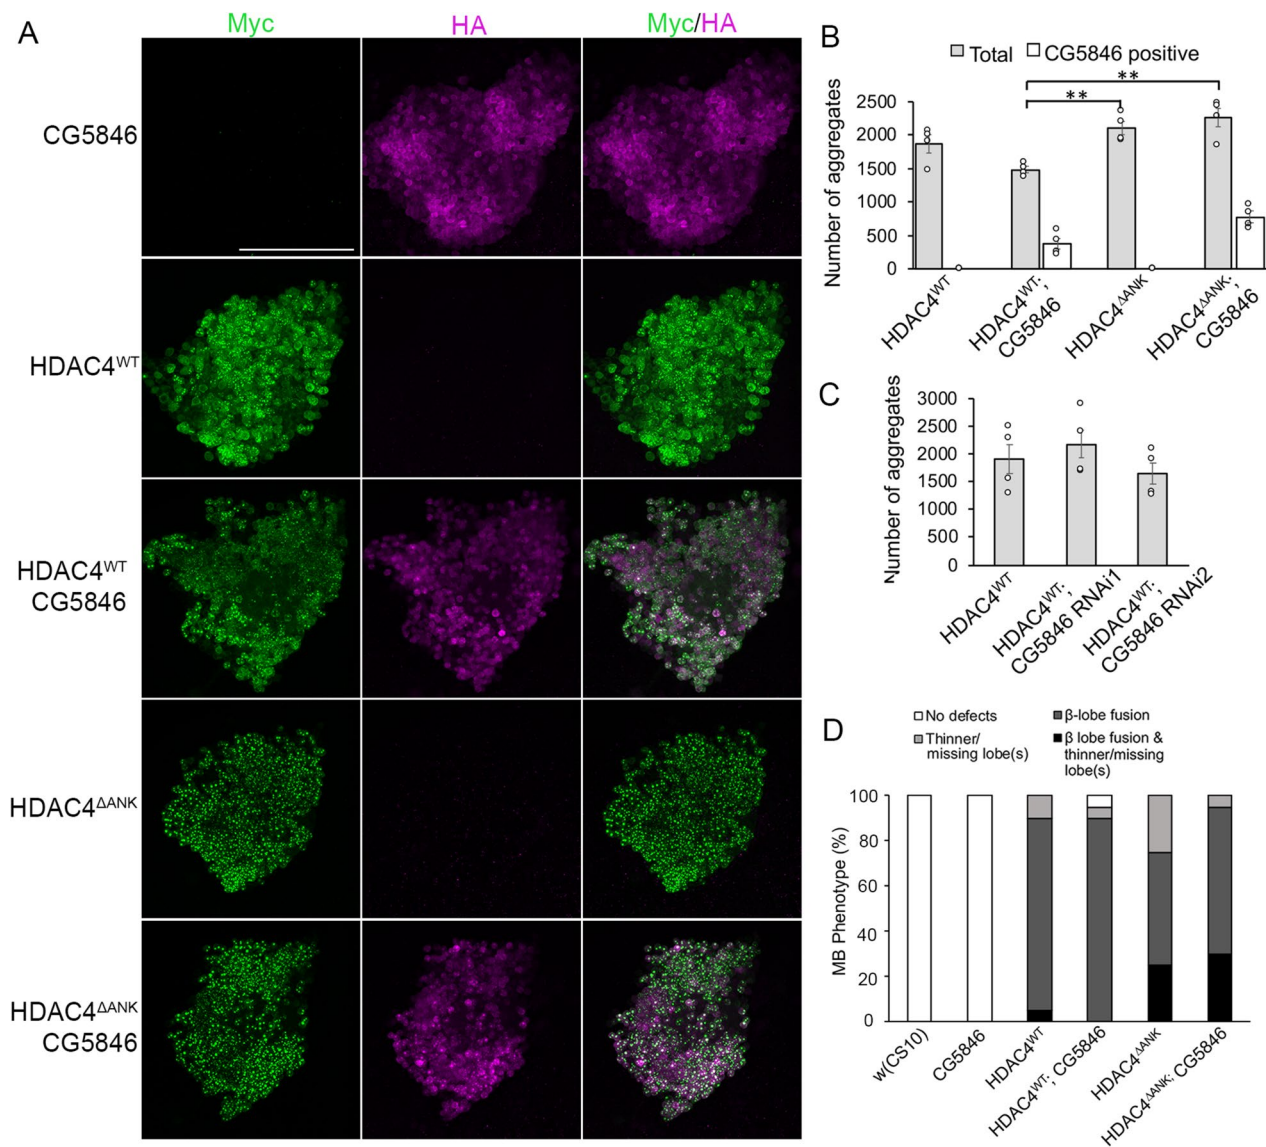 A
Myc
HA
Myc/HA
CG5846
HDAC4ᵂᵀ
HDAC4ᵂᵀ
CG5846
HDAC4ΔANK
HDAC4ΔANK
CG5846
B
Total
CG5846 positive
**
**
Number of aggregates
2500
2000
1500
1000
500
0
HDAC4ᵂᵀ
HDAC4ᵂᵀ;
CG5846
HDAC4ΔANK
HDAC4ΔANK;
CG5846
C
Number of aggregates
3000
2500
2000
1500
1000
500
0
HDAC4ᵂᵀ
HDAC4ᵂᵀ;
CG5846 RNAi1
HDAC4ᵂᵀ;
CG5846 RNAi2
D
No defects
Thinner/
missing lobe(s)
β-lobe fusion
β lobe fusion &
thinner/missing
lobe(s)
MB Phenotype (%)
100
80
60
40
20
0
w(CS10)
CG5846
HDAC4ᵂᵀ
HDAC4ᵂᵀ; CG5846
HDAC4ΔANK
HDAC4ΔANK; CG5846